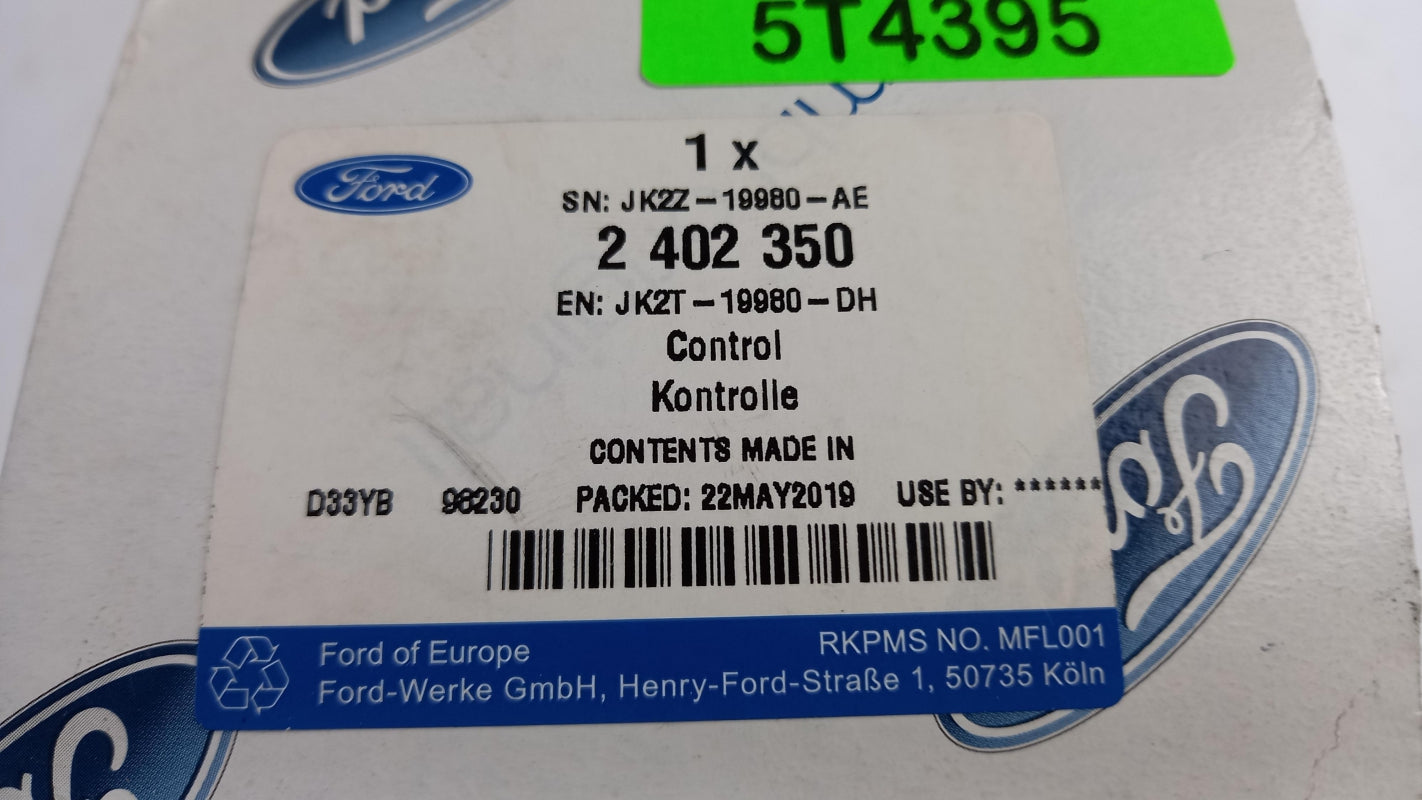 5T4395
Ford
1 x
SN: JK2Z-19980-AE
2 402 350
EN: JK2T-19980-DH
Control
Kontrolle
CONTENTS MADE IN
D33YB 98230 PACKED: 22MAY2019 USE BY: ******
Ford of Europe
RKPMS NO. MFL001
Ford-Werke GmbH, Henry-Ford-Straße 1, 50735 Köln